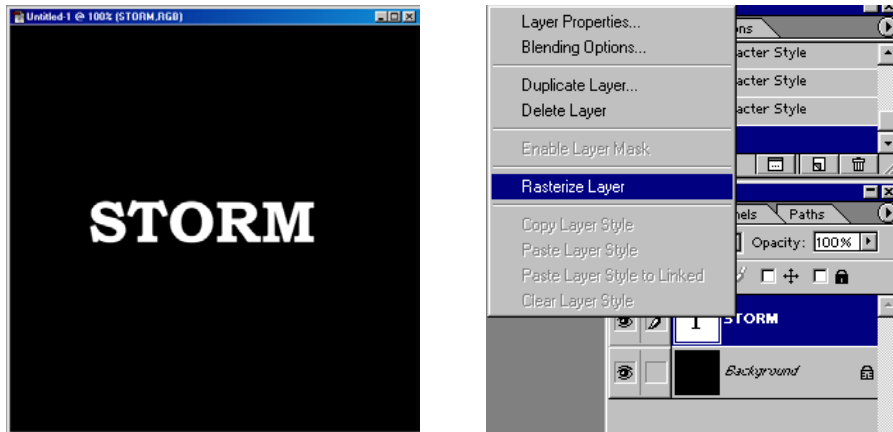 Untitled-1 @ 100% (STORM,RGB)
STORM
Layer Properties...
Blending Options...
Duplicate Layer...
Delete Layer
Enable Layer Mask
Rasterize Layer
Copy Layer Style
Paste Layer Style
Paste Layer Style to Linked
Clear Layer Style
ons
acter Style
acter Style
acter Style
nels Paths
Opacity: 100%
T STORM
Background